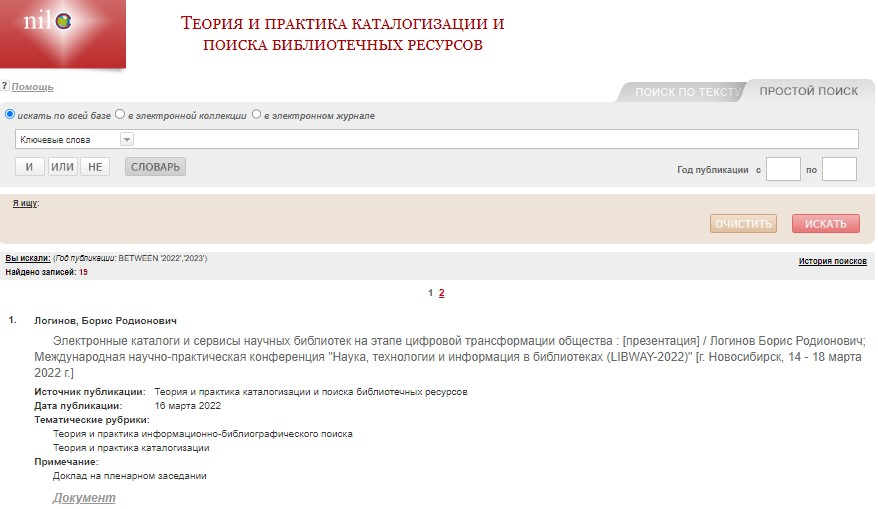 nilc
Теория и практика каталогизации и
поиска библиотечных ресурсов
? Помощь
ПОИСК ПО ТЕКСТУ ПРОСТОЙ ПОИСК
искать по всей базе в электронной коллекции в электронном журнале
Ключевые слова
И ИЛИ НЕ СЛОВАРЬ Год публикации с по
Я ищу:
ОЧИСТИТЬ ИСКАТЬ
Вы искали: (Год публикации: BETWEEN '2022','2023')
История поисков
Найдено записей: 19
1 2
1. Логинов, Борис Родионович
Электронные каталоги и сервисы научных библиотек на этапе цифровой трансформации общества : [презентация] / Логинов Борис Родионович;
Международная научно-практическая конференция "Наука, технологии и информация в библиотеках (LIBWAY-2022)" [г. Новосибирск, 14 - 18 марта
2022 г.]
Источник публикации: Теория и практика каталогизации и поиска библиотечных ресурсов
Дата публикации: 16 марта 2022
Тематические рубрики:
Теория и практика информационно-библиографического поиска
Теория и практика каталогизации
Примечание:
Доклад на пленарном заседании
Документ